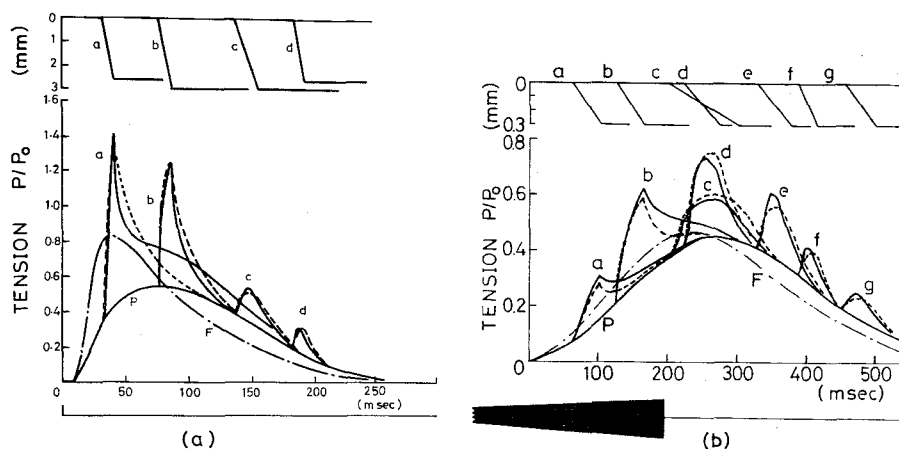 0
1
2
3
(mm)
a
b
c
d
1.6
1.4
1.2
1.0
0.8
0.6
0.4
0.2
TENSION P/P₀
a
b
c
d
P
F
0
50
100
150
200
250
(msec)
(a)
a b c d e f g
0
0.3
(mm)
0.8
0.6
0.4
0.2
0
TENSION P/P₀
a
b
c
d
e
f
g
P
F
100
200
300
400
500
(msec)
(b)